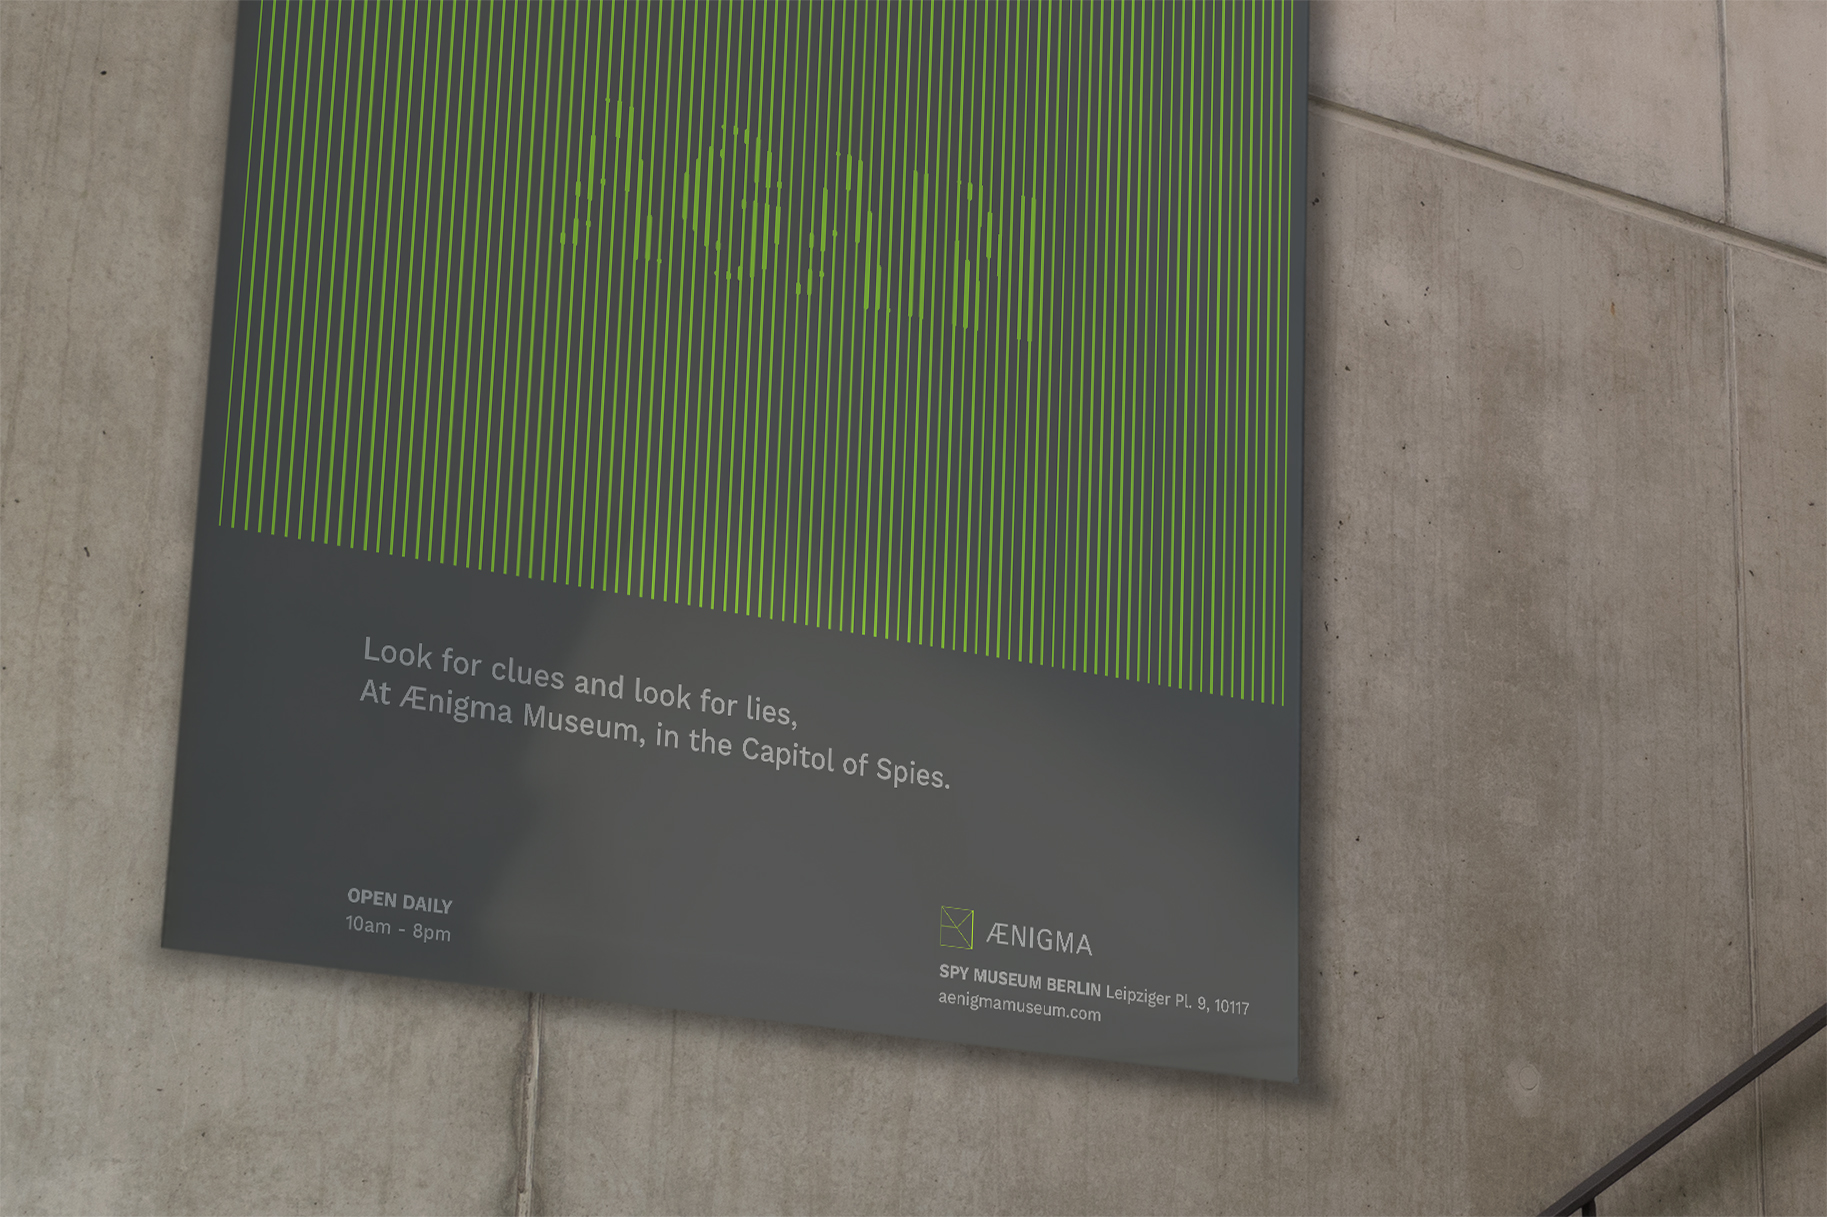 AGAIN
Look for clues and look for lies,
At Ænigma Museum, in the Capitol of Spies.
OPEN DAILY
10am - 8pm
ÆNIGMA
SPY MUSEUM BERLIN Leipziger Pl. 9, 10117
aenigmamuseum.com